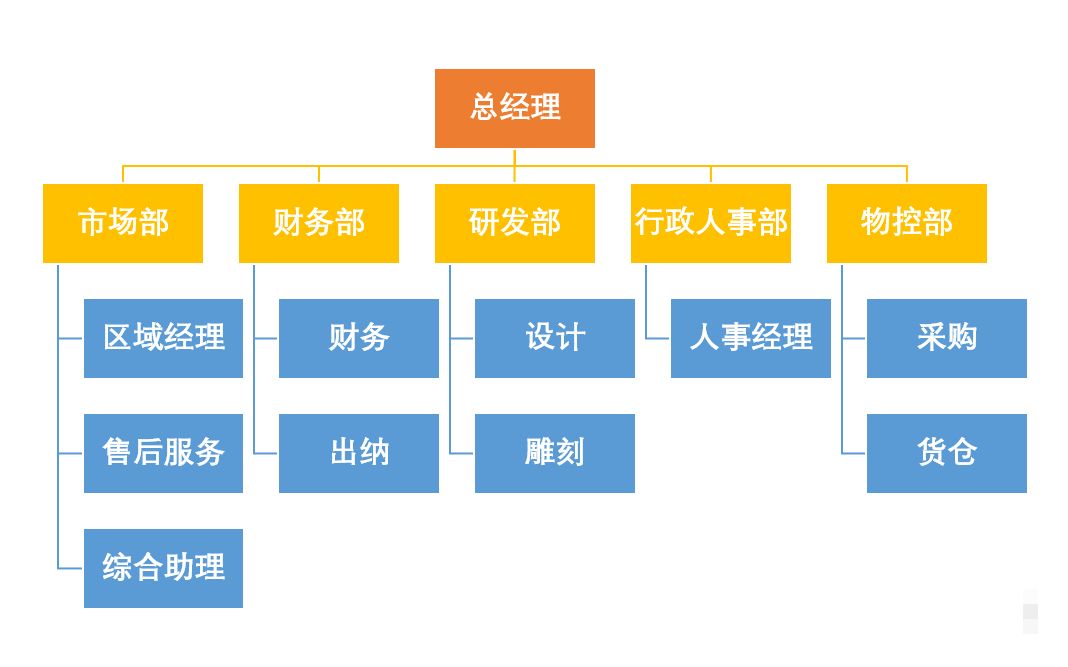 总经理
市场部
财务部
研发部
行政人事部
物控部
区域经理
财务
设计
人事经理
采购
售后服务
出纳
雕刻
货仓
综合助理